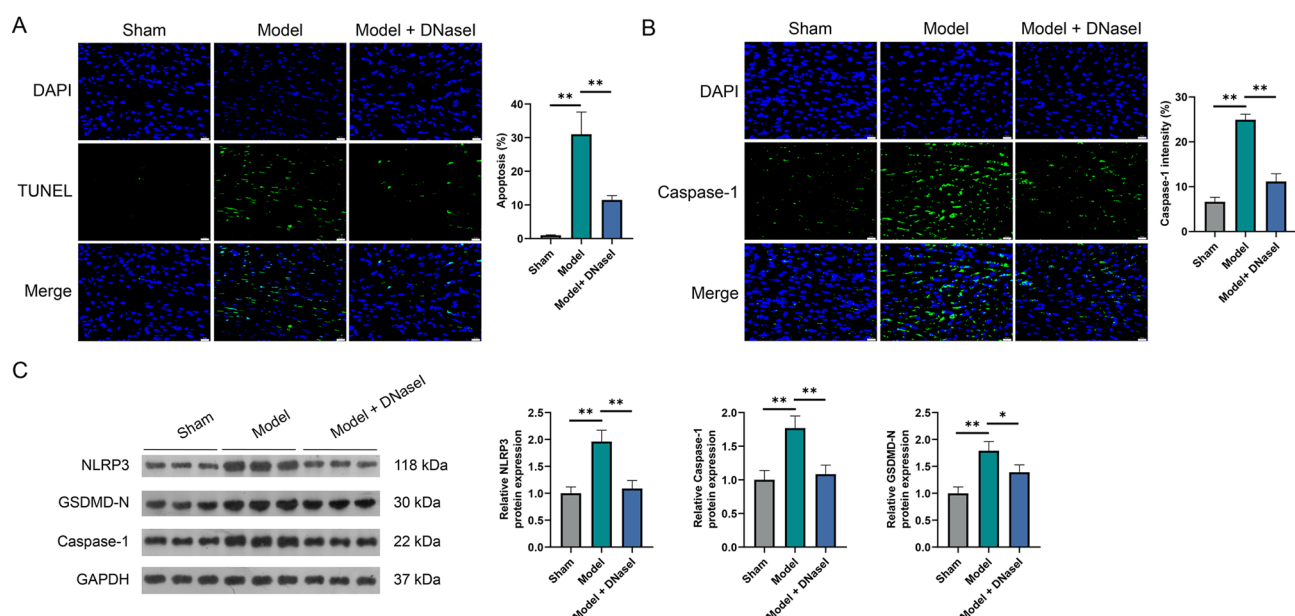 A
Sham Model Model + DNaseI
DAPI
TUNEL
Merge
** **
Apoptosis (%)
40
30
20
10
0
Sham
Model
Model+ DNaseI
B
Sham Model Model + DNaseI
DAPI
Caspase-1
Merge
** **
Caspase-1 intensity (%)
30
20
10
0
Sham
Model
Model+ DNaseI
C
Sham Model Model + DNaseI
NLRP3 118 kDa
GSDMD-N 30 kDa
Caspase-1 22 kDa
GAPDH 37 kDa
** **
Relative NLRP3
protein expression
2.5
2.0
1.5
1.0
0.5
0.0
Sham
Model
Model + DNaseI
** **
Relative Caspase-1
protein expression
2.0
1.5
1.0
0.5
0.0
Sham
Model
Model + DNaseI
** *
Relative GSDMD-N
protein expression
2.5
2.0
1.5
1.0
0.5
0.0
Sham
Model
Model + DNaseI